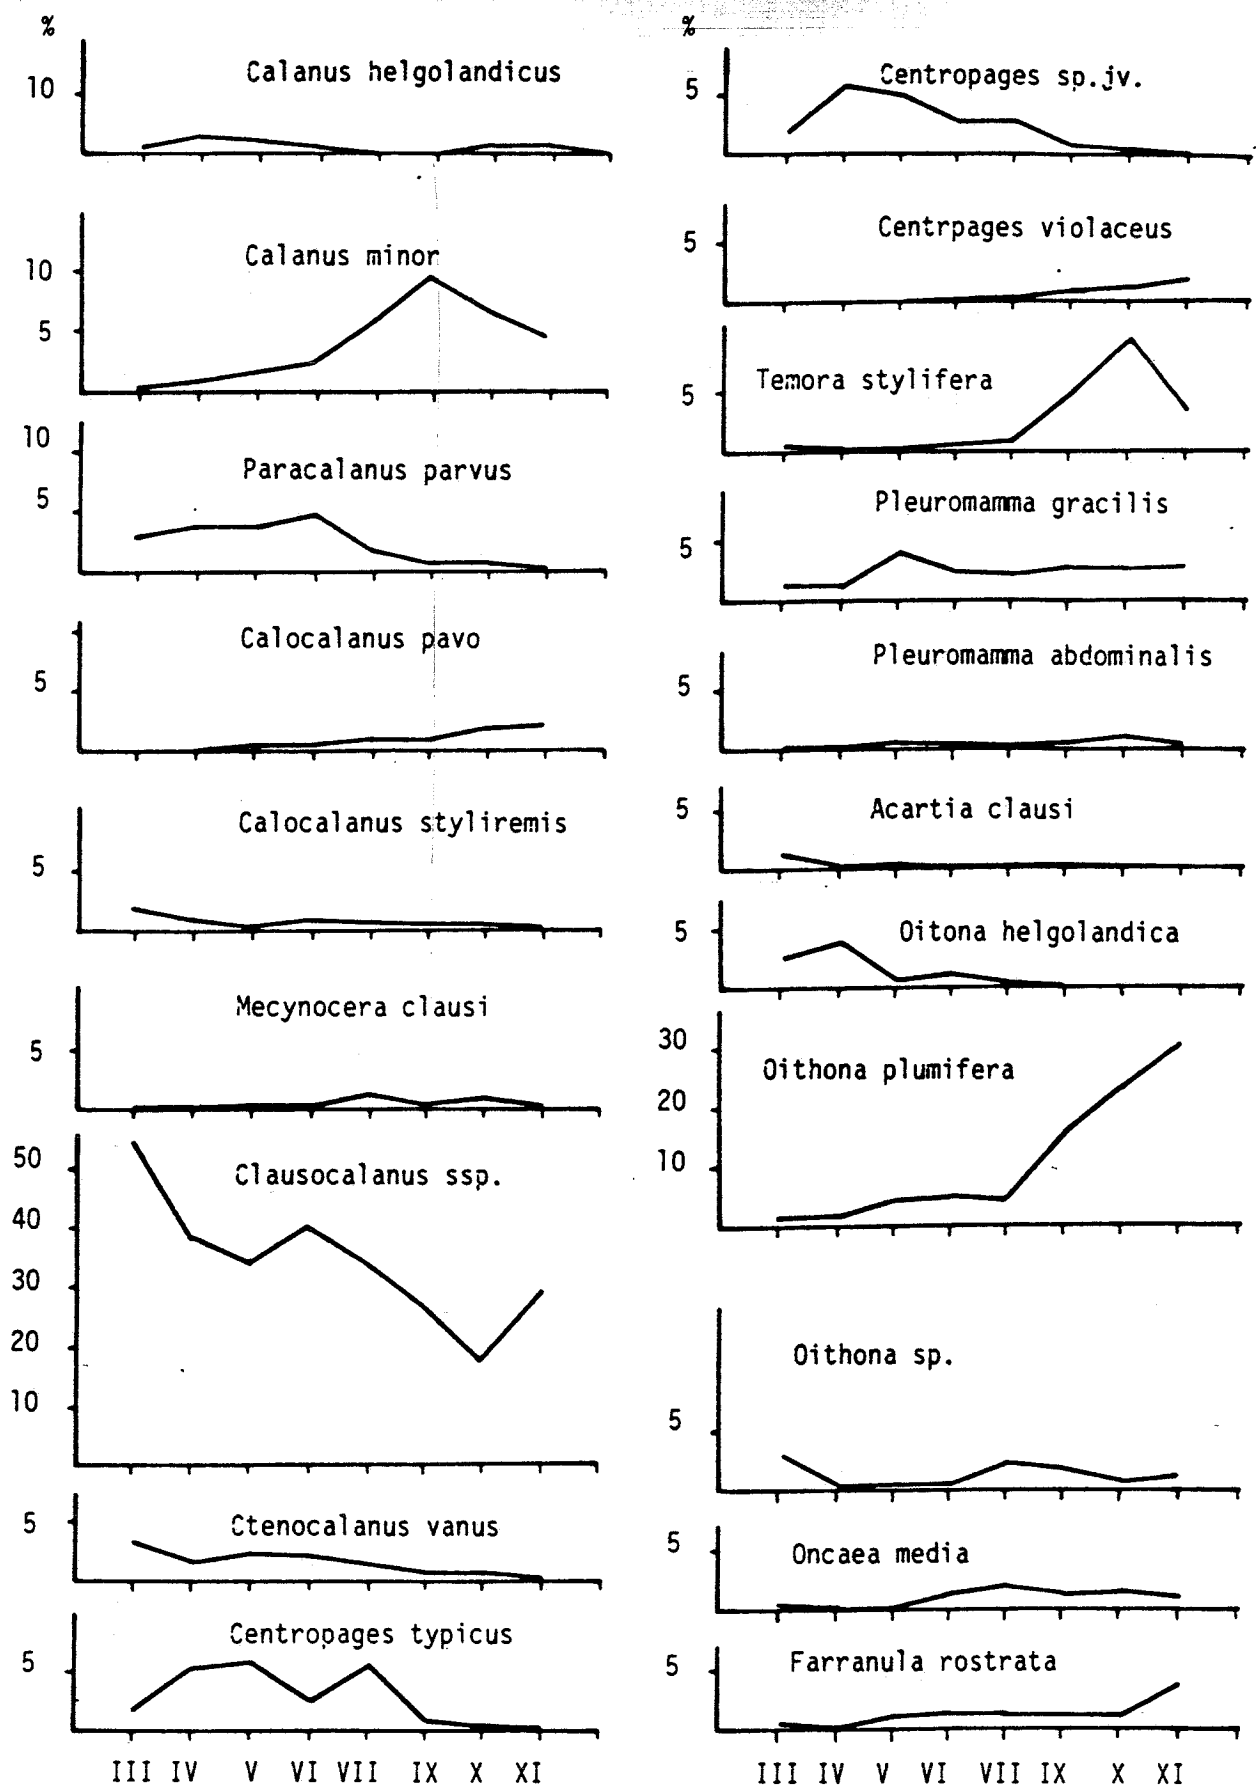 %
Calanus helgolandicus
10
Calanus minor
10
5
10
Paracalanus parvus
5
Calocalanus pavo
5
Calocalanus styliremis
5
Mecynocera clausi
5
50
Clausocalanus ssp.
40
30
20
10
5
Ctenocalanus vanus
Centropages typicus
5
III IV V VI VII IX X XI
%
Centropages sp.jv.
5
Centrpages violaceus
5
Temora stylifera
5
Pleuromamma gracilis
5
Pleuromamma abdominalis
5
Acartia clausi
5
Oitona helgolandica
5
30
Oithona plumifera
20
10
Oithona sp.
5
5
Oncaea media
Farranula rostrata
5
III IV V VI VII IX X XI